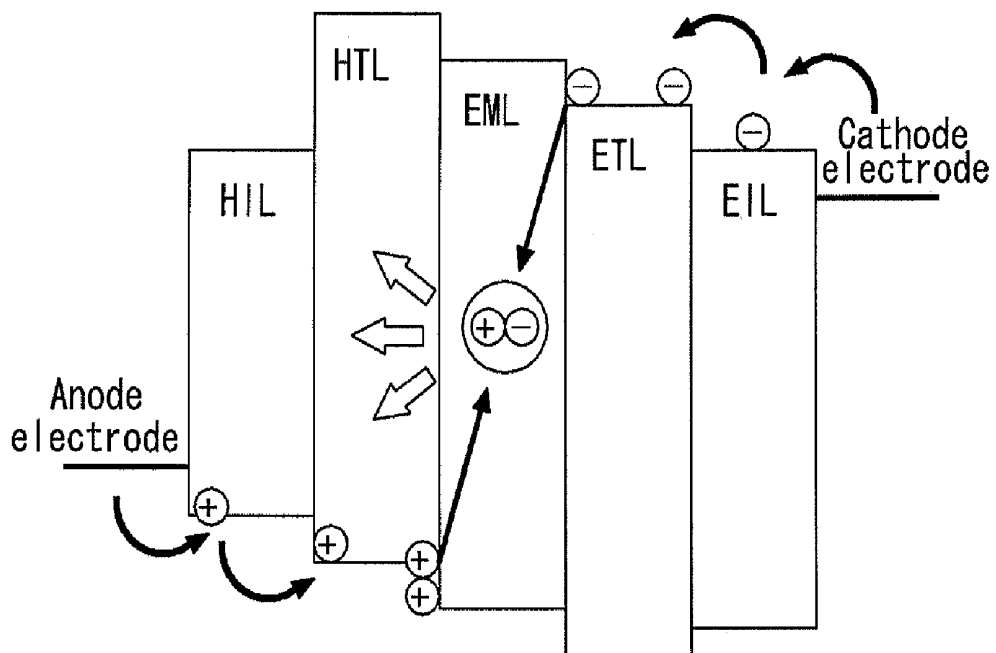 HTL
EML
HIL
ETL
EIL
Cathode
electrode
Anode
electrode
− − −
+ −
+ + + +